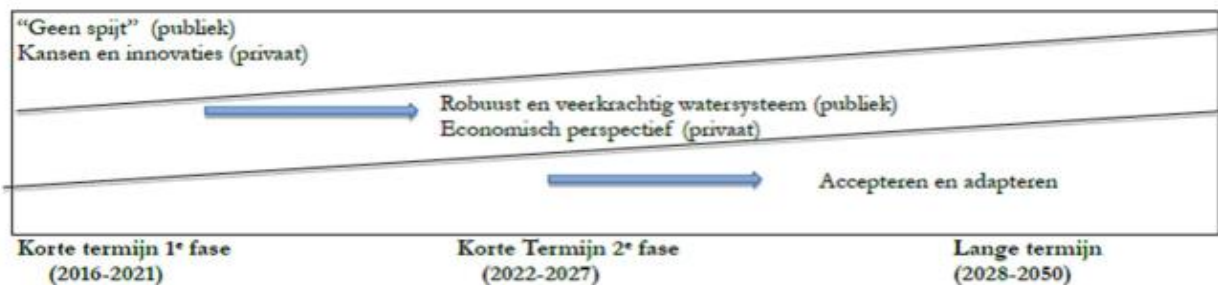 “Geen spijt” (publiek)
Kansen en innovaties (privaat)
Robuust en veerkrachtig watersysteem (publiek)
Economisch perspectief (privaat)
Accepteren en adapteren
Korte termijn 1e fase
(2016-2021)
Korte Termijn 2e fase
(2022-2027)
Lange termijn
(2028-2050)